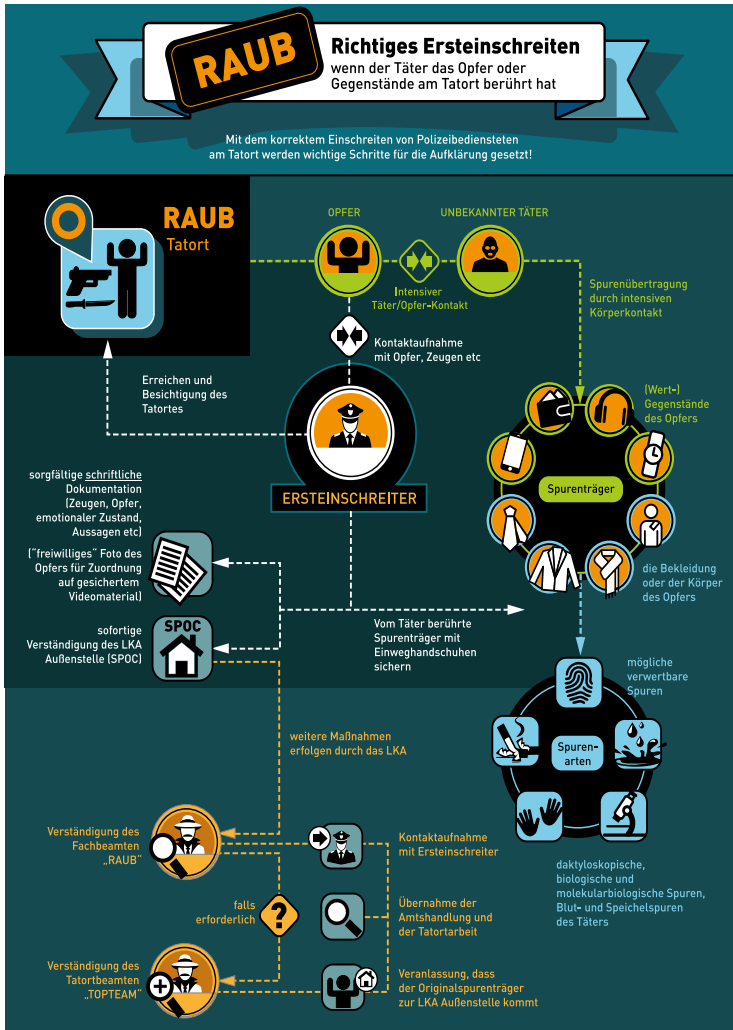 RAUB
Richtiges Ersteinschreiten
wenn der Täter das Opfer oder
Gegenstände am Tatort berührt hat
Mit dem korrektem Einschreiten von Polizeibediensteten
am Tatort werden wichtige Schritte für die Aufklärung gesetzt!
RAUB
Tatort
OPFER
UNBEKANNTER TÄTER
Intensiver
Täter/Opfer-Kontakt
Spurenübertragung
durch intensiven
Körperkontakt
Kontaktaufnahme
mit Opfer, Zeugen etc
Erreichen und
Besichtigung des
Tatortes
(Wert-)
Gegenstände
des Opfers
Spurenträger
ERSTEINSCHREITER
sorgfältige schriftliche
Dokumentation
(Zeugen, Opfer,
emotionaler Zustand,
Aussagen etc)
("freiwilliges" Foto des
Opfers für Zuordnung
auf gesichertem
Videomaterial)
die Bekleidung
oder der Körper
des Opfers
SPOC
sofortige
Verständigung des LKA
Außenstelle (SPOC)
Vom Täter berührte
Spurenträger mit
Einweghandschuhen
sichern
mögliche
verwertbare
Spuren
Spuren-
arten
weitere Maßnahmen
erfolgen durch das LKA
Verständigung des
Fachbeamten
„RAUB“
Kontaktaufnahme
mit Ersteinschreiter
daktyloskopische,
biologische und
molekularbiologische Spuren,
Blut- und Speichelspuren
des Täters
falls
erforderlich
?
Übernahme der
Amtshandlung und
der Tatortarbeit
Verständigung des
Tatortbeamten
„TOPTEAM“
Veranlassung, dass
der Originalspurenträger
zur LKA Außenstelle kommt